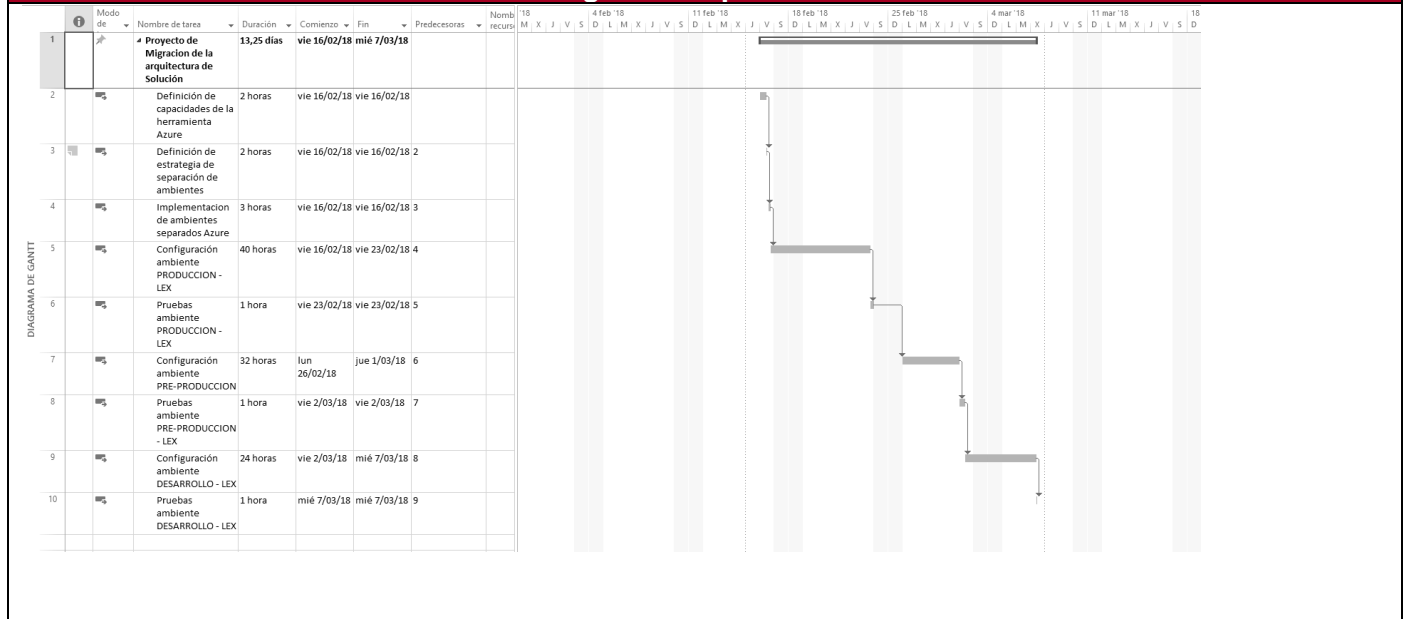 Modo de
Nombre de tarea
Duración
Comienzo
Fin
Predecesoras
Nomb recurs
'18
4 feb '18
11 feb '18
18 feb '18
25 feb '18
4 mar '18
11 mar '18
18
M X J V S D L M X J V S D L M X J V S D L M X J V S D L M X J V S D L M X J V S D L M X J V S D
1
Proyecto de
Migracion de la
arquitectura de
Solución
13,25 días
vie 16/02/18
mié 7/03/18
2
Definición de
capacidades de la
herramienta
Azure
2 horas
vie 16/02/18
vie 16/02/18
3
Definición de
estrategia de
separación de
ambientes
2 horas
vie 16/02/18
vie 16/02/18
2
4
Implementacion
de ambientes
separados Azure
3 horas
vie 16/02/18
vie 16/02/18
3
5
Configuración
ambiente
PRODUCCION -
LEX
40 horas
vie 16/02/18
vie 23/02/18
4
6
Pruebas
ambiente
PRODUCCION -
LEX
1 hora
vie 23/02/18
vie 23/02/18
5
7
Configuración
ambiente
PRE-PRODUCCION
32 horas
lun
26/02/18
jue 1/03/18
6
8
Pruebas
ambiente
PRE-PRODUCCION
- LEX
1 hora
vie 2/03/18
vie 2/03/18
7
9
Configuración
ambiente
DESARROLLO - LEX
24 horas
vie 2/03/18
mié 7/03/18
8
10
Pruebas
ambiente
DESARROLLO - LEX
1 hora
mié 7/03/18
mié 7/03/18
9
DIAGRAMA DE GANTT